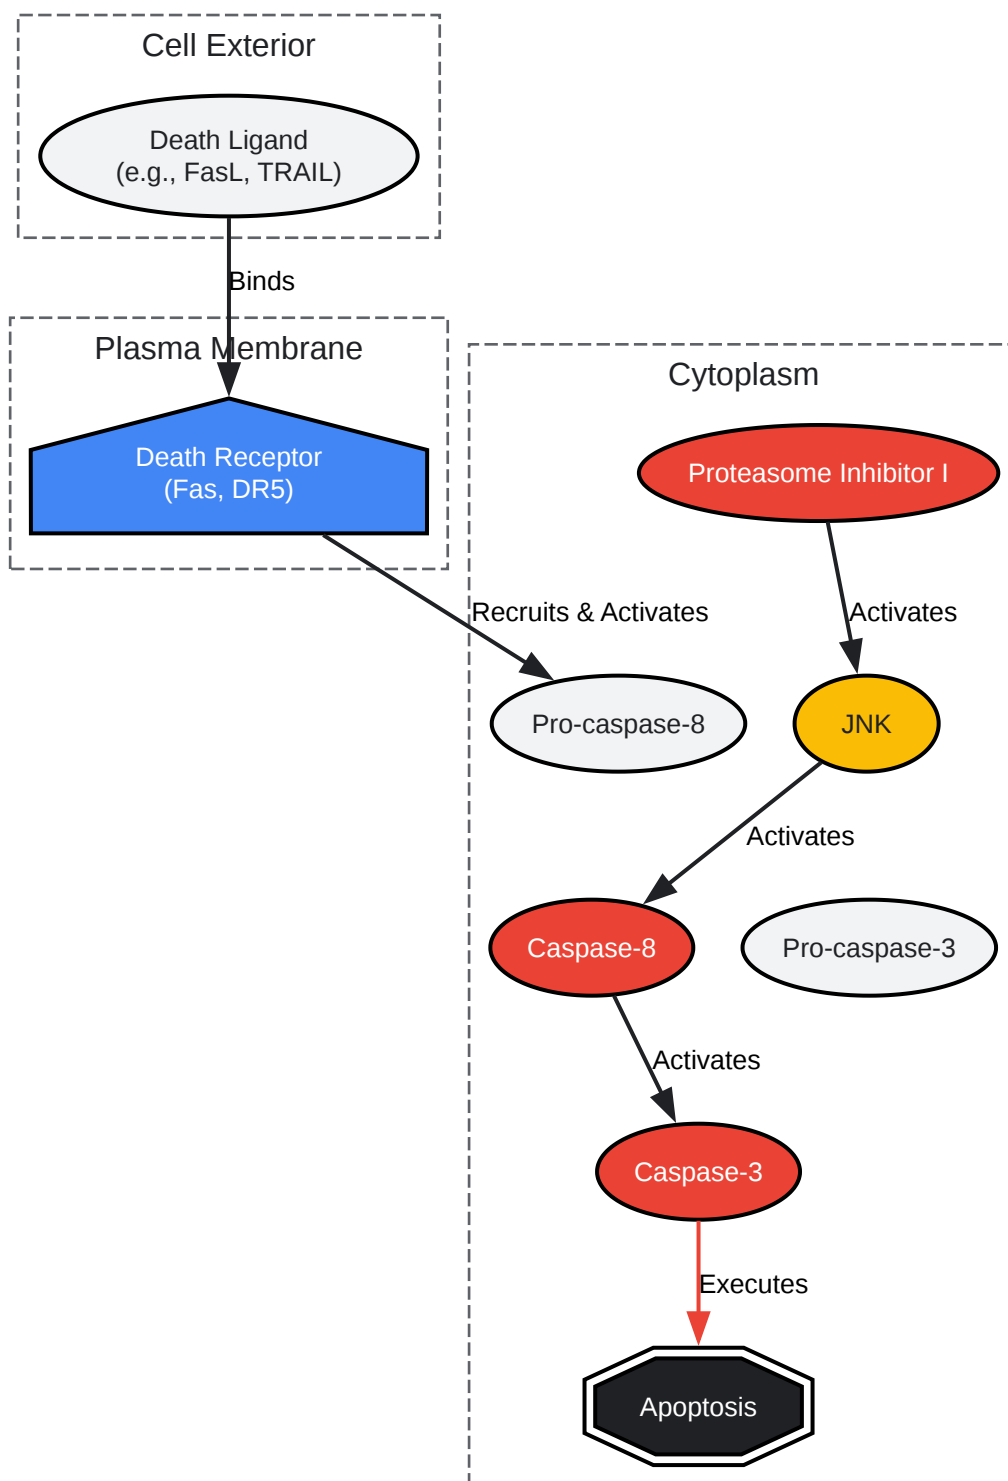 Cell Exterior
Death Ligand
(e.g., FasL, TRAIL)
Binds
Plasma Membrane
Death Receptor
(Fas, DR5)
Cytoplasm
Proteasome Inhibitor I
Recruits & Activates
Activates
Pro-caspase-8
JNK
Activates
Caspase-8
Pro-caspase-3
Activates
Caspase-3
Executes
Apoptosis